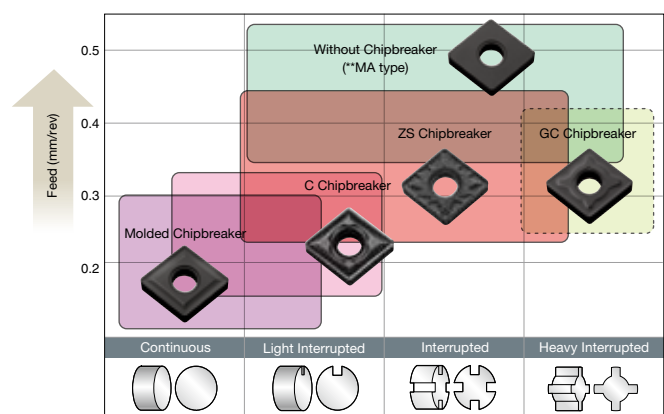 0.5
0.4
0.3
0.2
Feed (mm/rev)
Without Chipbreaker
(**MA type)
ZS Chipbreaker
GC Chipbreaker
C Chipbreaker
Molded Chipbreaker
Continuous
Light Interrupted
Interrupted
Heavy Interrupted